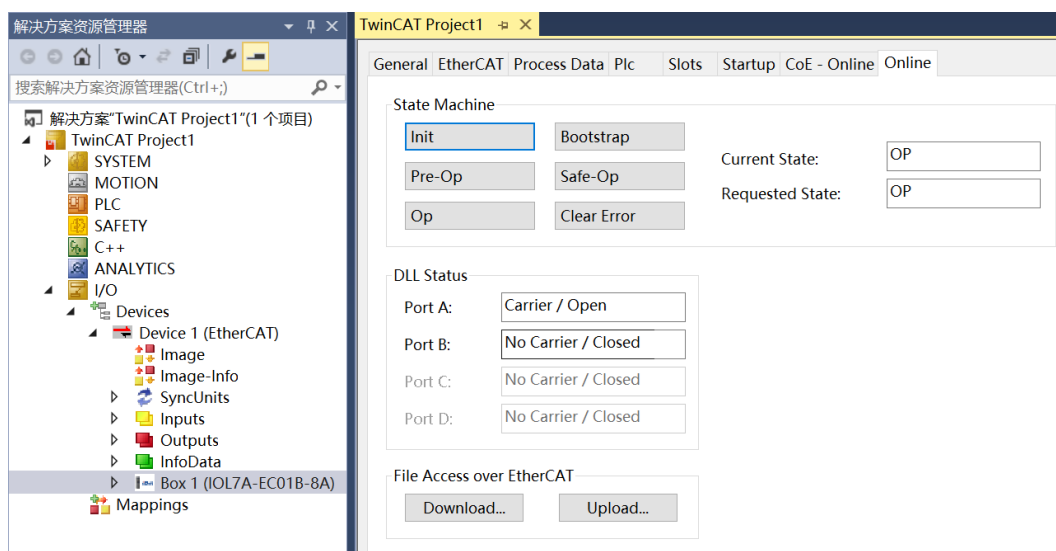 解决方案资源管理器
搜索解决方案资源管理器(Ctrl+;)
解决方案"TwinCAT Project1"(1 个项目)
TwinCAT Project1
SYSTEM
MOTION
PLC
SAFETY
C++
ANALYTICS
I/O
Devices
Device 1 (EtherCAT)
Image
Image-Info
SyncUnits
Inputs
Outputs
InfoData
Box 1 (IOL7A-EC01B-8A)
Mappings
TwinCAT Project1
General EtherCAT Process Data Plc Slots Startup CoE - Online Online
State Machine
Init Bootstrap
Pre-Op Safe-Op
Op Clear Error
Current State: OP
Requested State: OP
DLL Status
Port A: Carrier / Open
Port B: No Carrier / Closed
Port C: No Carrier / Closed
Port D: No Carrier / Closed
File Access over EtherCAT
Download... Upload...